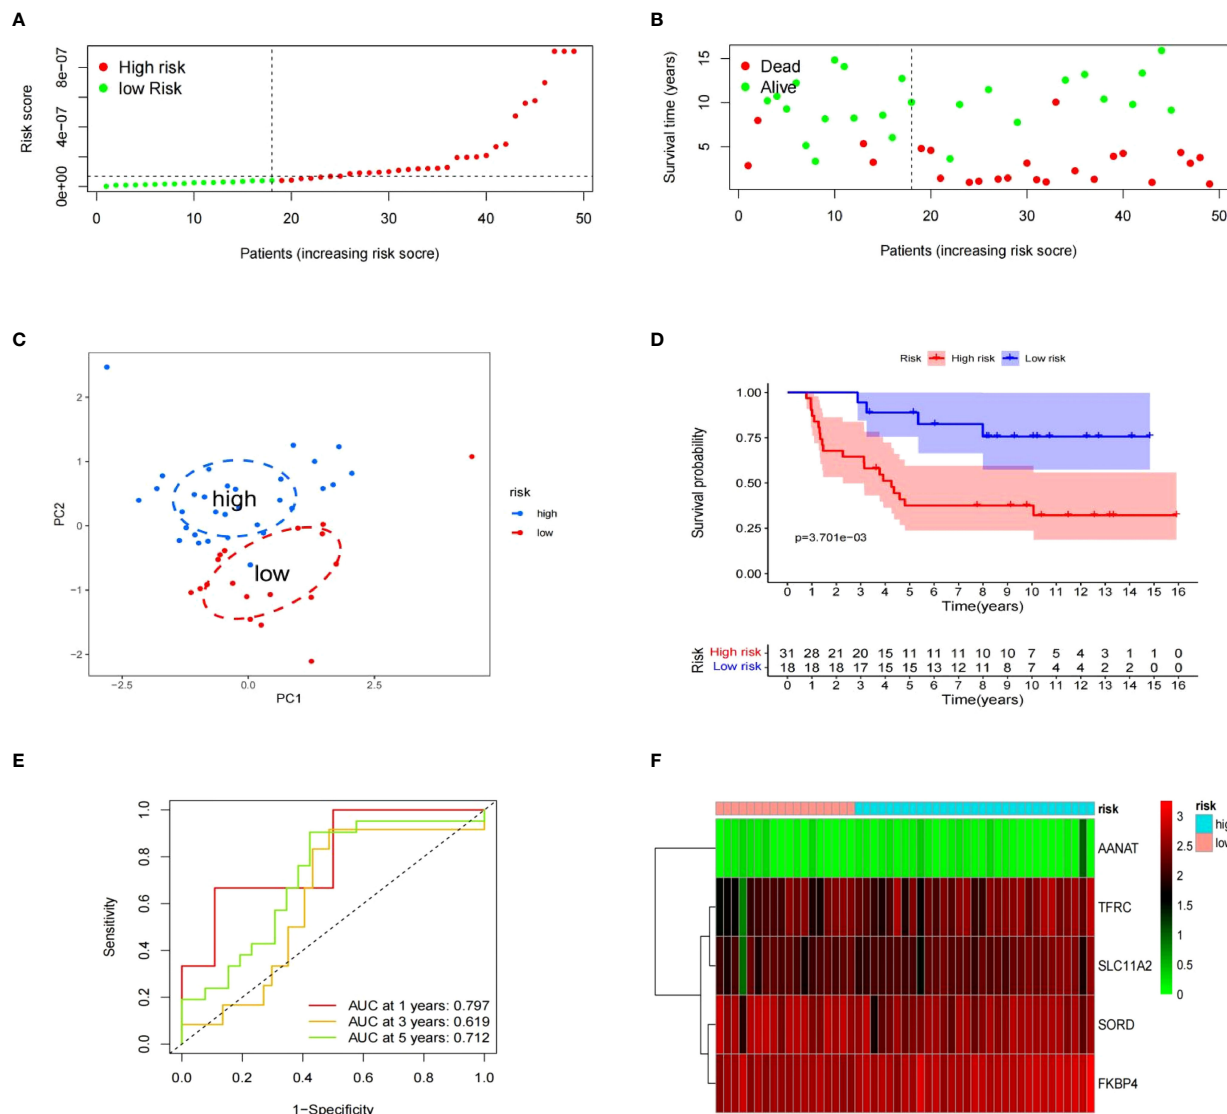 A
High risk
low Risk
Risk score
0e+00 4e-07 8e-07
0 10 20 30 40 50
Patients (increasing risk socre)
B
Dead
Alive
Survival time (years)
5 10 15
0 10 20 30 40 50
Patients (increasing risk socre)
C
PC2
2
1
0
−1
−2
high
low
−2.5 0.0 2.5
PC1
risk
high
low
D
Risk High risk Low risk
Survival probability
1.00
0.75
0.50
0.25
0.00
p=3.701e−03
0 1 2 3 4 5 6 7 8 9 10 11 12 13 14 15 16
Time(years)
Risk
High risk 31 28 21 20 15 11 11 11 10 10 7 5 4 3 1 1 0
Low risk 18 18 18 17 15 15 13 12 11 8 7 4 4 2 2 0 0
0 1 2 3 4 5 6 7 8 9 10 11 12 13 14 15 16
Time(years)
E
Sensitivity
0.0 0.2 0.4 0.6 0.8 1.0
AUC at 1 years: 0.797
AUC at 3 years: 0.619
AUC at 5 years: 0.712
0.0 0.2 0.4 0.6 0.8 1.0
1−Specificity
F
risk
AANAT
TFRC
SLC11A2
SORD
FKBP4
3
2.5
2
1.5
1
0.5
0
risk
hig
low